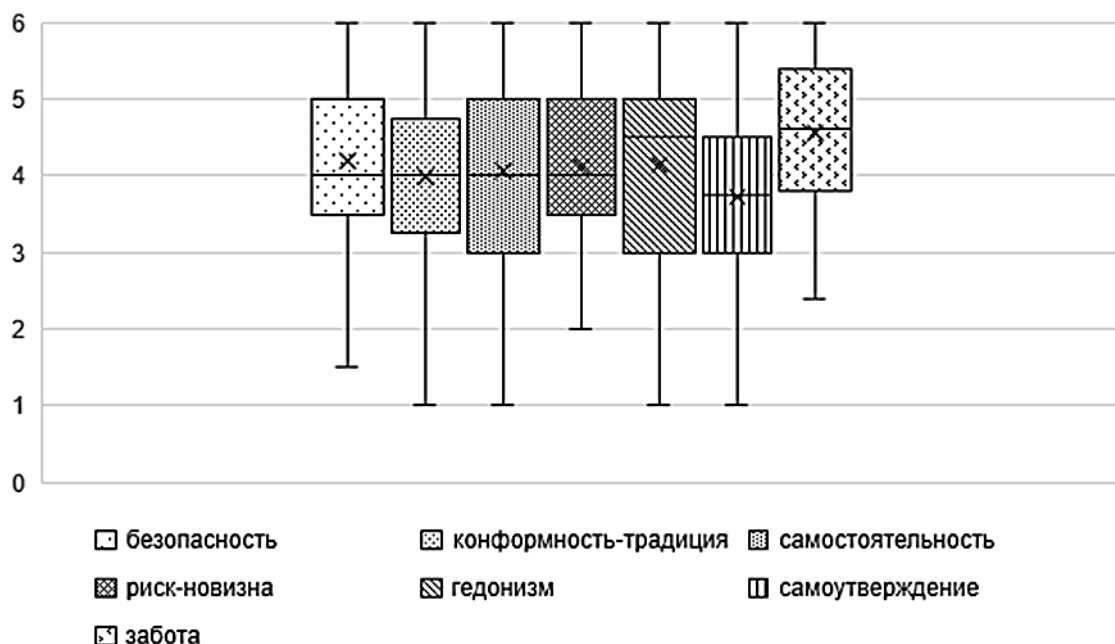 6
5
4
3
2
1
0
безопасность конформность-традиция самостоятельность
риск-новизна гедонизм самоутверждение
забота